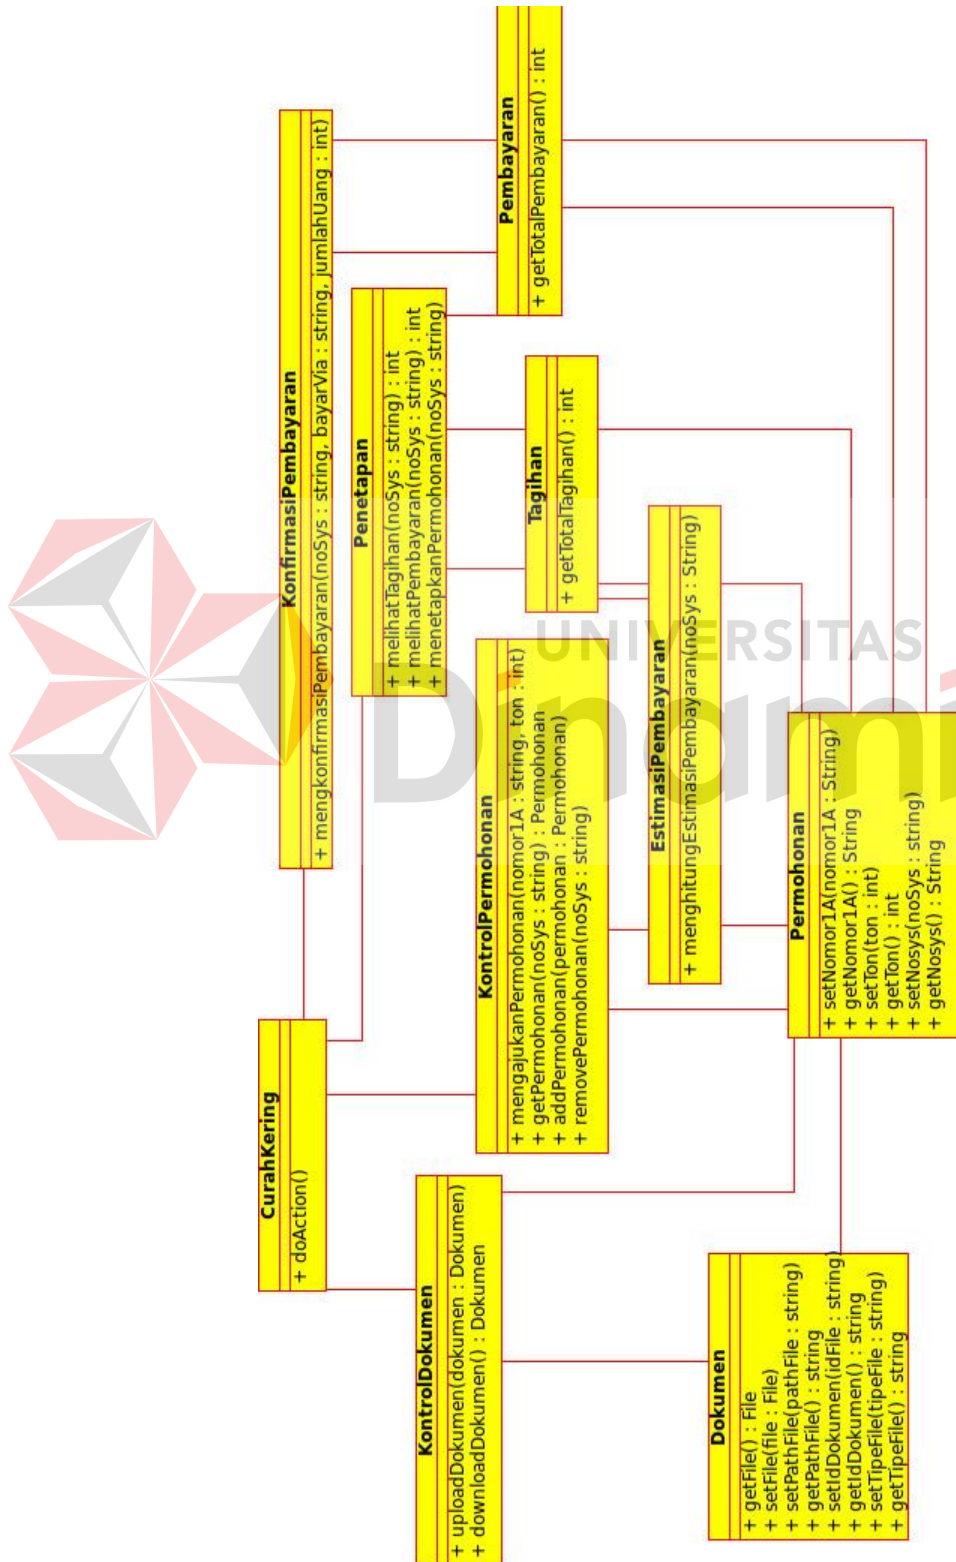 CurahKering
+ doAction()
KonfirmasiPembayaran
+ mengkonfirmasiPembayaran(noSys : string, bayarVia : string, jumlahUang : int)
Penetapan
+ melihatTagihan(noSys : string) : int
+ melihatPembayaran(noSys : string) : int
+ menetapkanPermohonan(noSys : string)
KontrolDokumen
+ uploadDokumen(dokumen : Dokumen)
+ downloadDokumen() : Dokumen
KontrolPermohonan
+ mengajukanPermohonan(nomor1A : string, ton : int)
+ getPermohonan(noSys : string) : Permohonan
+ addPermohonan(permohonan : Permohonan)
+ removePermohonan(noSys : string)
Pembayaran
+ getTotalPembayaran() : int
Tagihan
+ getTotalTagihan() : int
EstimasiPembayaran
+ menghitungEstimasiPembayaran(noSys : String)
Dokumen
+ getFile() : File
+ setFile(file : File)
+ setPathFile(pathFile : string)
+ getPathFile() : string
+ setIdDokumen(idFile : string)
+ getIdDokumen() : string
+ setTipeFile(tipeFile : string)
+ getTipeFile() : string
Permohonan
+ setNomor1A(nomor1A : String)
+ getNomor1A() : String
+ setTon(ton : int)
+ getTon() : int
+ setNosys(noSys : string)
+ getNosys() : String
UNIVERSITAS
Dinami